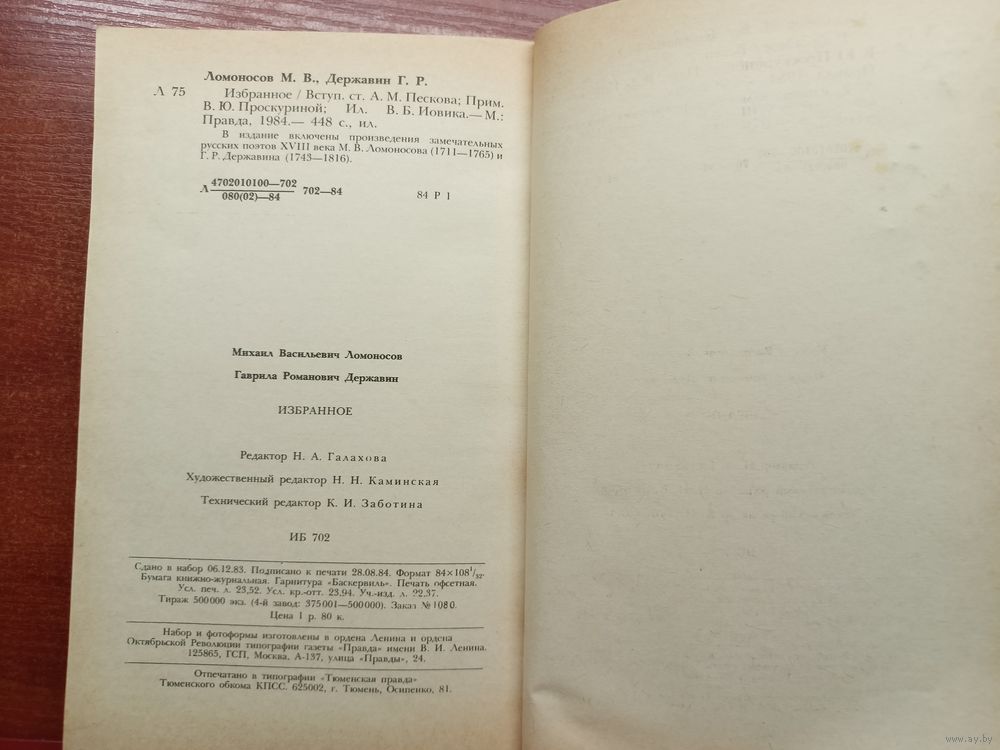 Ломоносов М. В., Державин Г. Р.
Л 75 Избранное / Вступ. ст. А. М. Пескова; Прим.
В. Ю. Проскуриной; Ил. В. Б. Иовика.— М.:
Правда, 1984.— 448 с., ил.
В издание включены произведения замечательных
русских поэтов XVIII века М. В. Ломоносова (1711—1765) и
Г. Р. Державина (1743—1816).
4702010100—702
Л 702—84 84 Р 1
080(02)—84
Михаил Васильевич Ломоносов
Гаврила Романович Державин
ИЗБРАННОЕ
Редактор Н. А. Галахова
Художественный редактор Н. Н. Каминская
Технический редактор К. И. Заботина
ИБ 702
Сдано в набор 06.12.83. Подписано к печати 28.08.84. Формат 84×108¹/₃₂.
Бумага книжно-журнальная. Гарнитура «Баскервиль». Печать офсетная.
Усл. печ. л. 23,52. Усл. кр.-отт. 23,94. Уч.-изд. л. 22,37.
Тираж 500000 экз. (4-й завод: 375001—500000). Заказ № 1080.
Цена 1 р. 80 к.
Набор и фотоформы изготовлены в ордена Ленина и ордена
Октябрьской Революции типографии газеты «Правда» имени В. И. Ленина.
125865, ГСП, Москва, А-137, улица «Правды», 24.
Отпечатано в типографии «Тюменская правда»
Тюменского обкома КПСС. 625002, г. Тюмень, Осипенко, 81.
www.ay.by